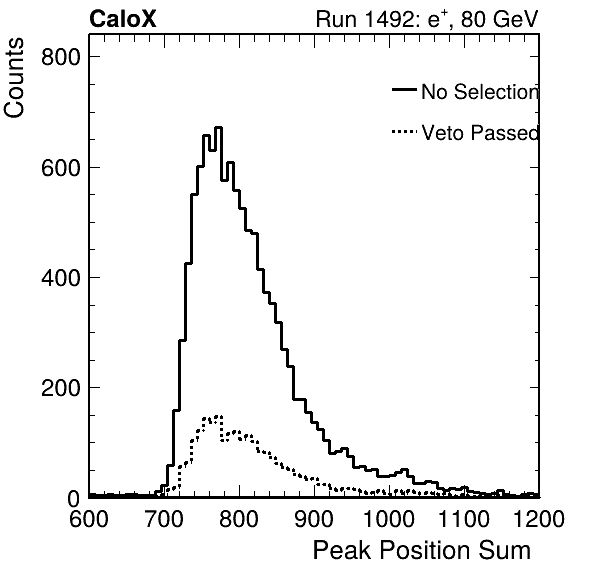 CaloX Run 1492: e+, 80 GeV
Counts
800
600
400
200
0
No Selection
Veto Passed
600 700 800 900 1000 1100 1200
Peak Position Sum